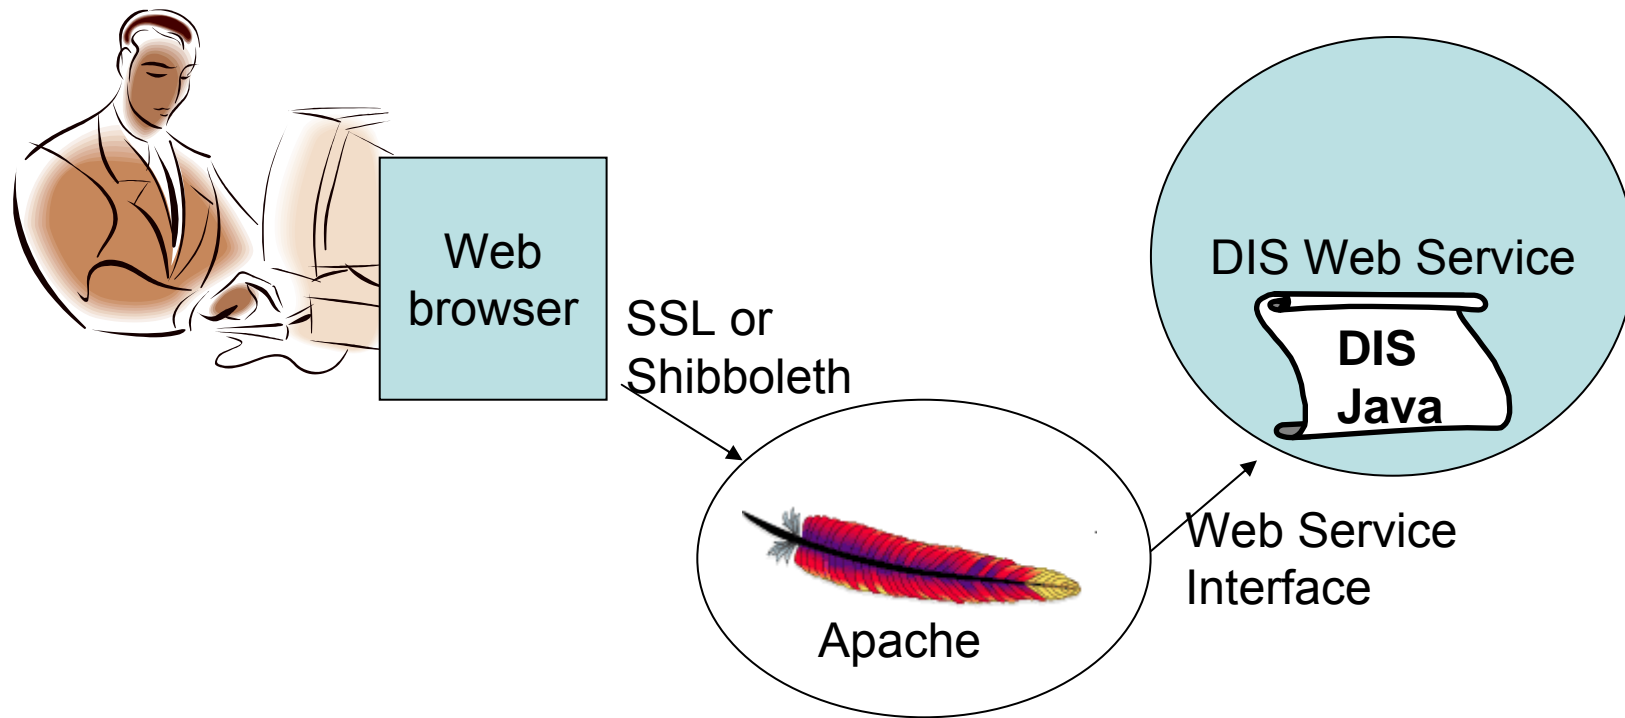 Web
browser
SSL or
Shibboleth
Apache
Web Service
Interface
DIS Web Service
DIS
Java